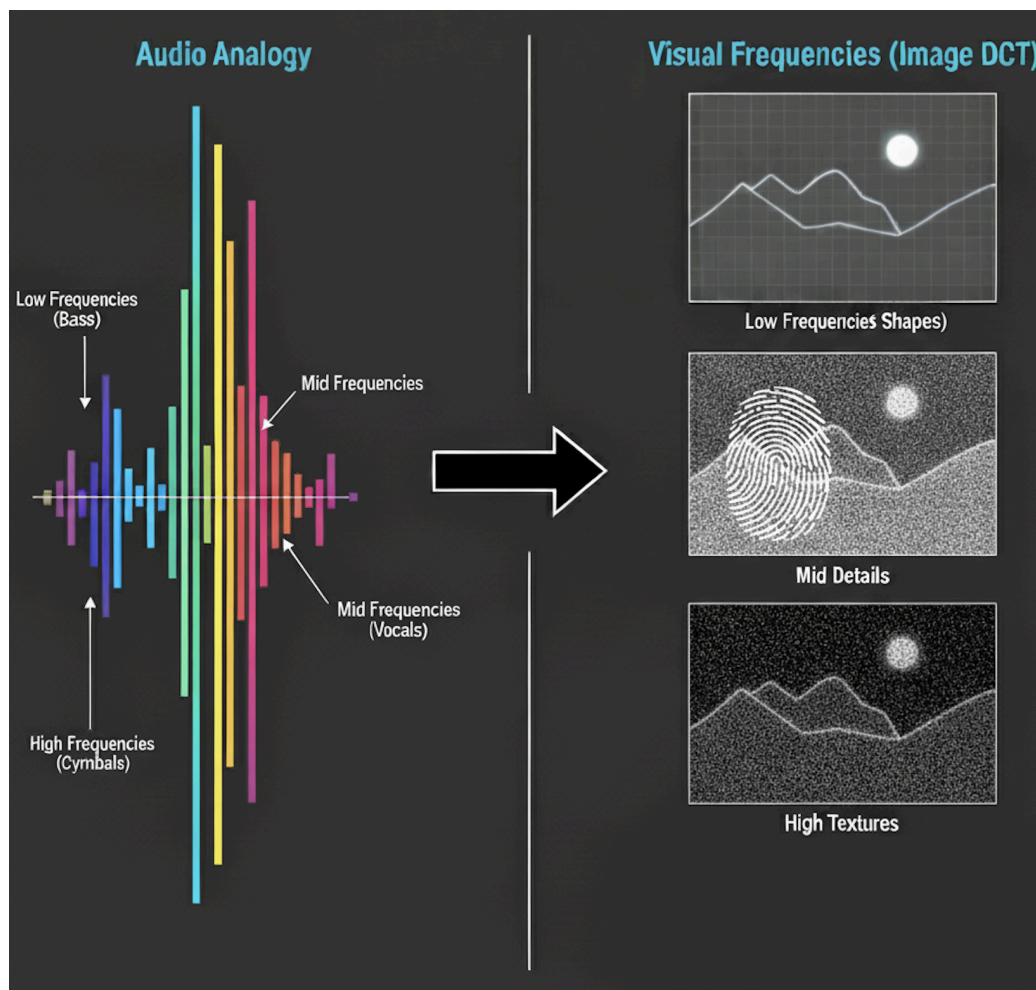 Audio Analogy
Low Frequencies
(Bass)
Mid Frequencies
Mid Frequencies
(Vocals)
High Frequencies
(Cymbals)
Visual Frequencies (Image DCT)
Low Frequencies Shapes)
Mid Details
High Textures